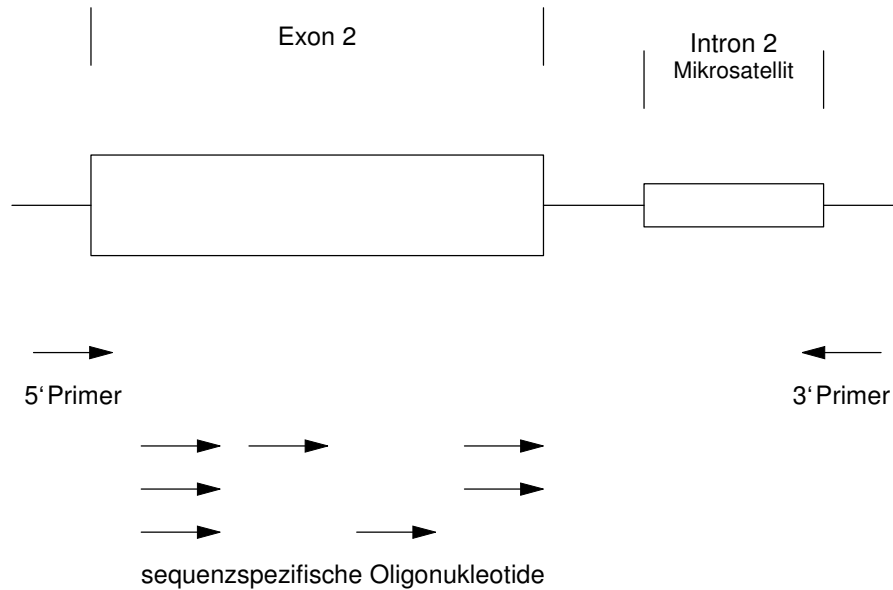 Exon 2
Intron 2
Mikrosatellit
5‘Primer
3‘Primer
sequenzspezifische Oligonukleotide